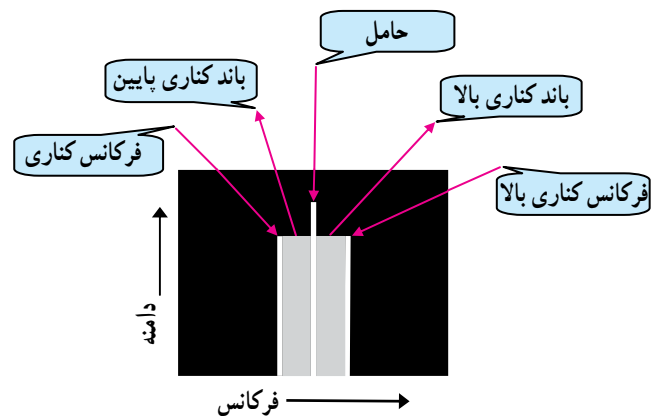 حامل
باند کناری پایین
باند کناری بالا
فرکانس کناری
فرکانس کناری بالا
دامنه
فرکانس